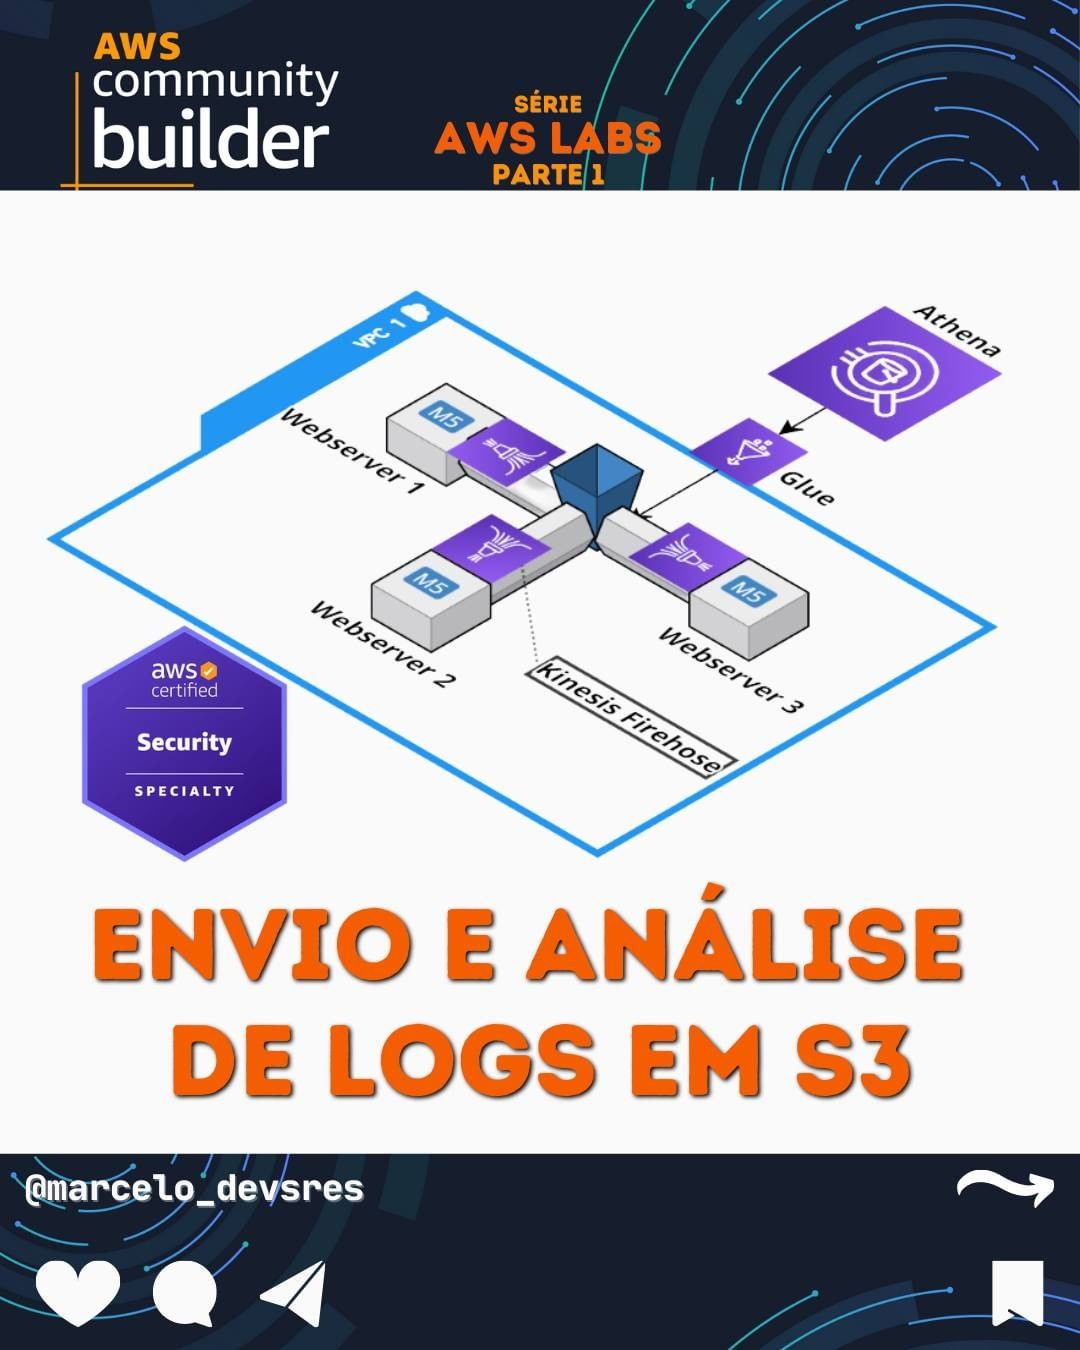 AWS
community
builder
SÉRIE
AWS LABS
PARTE 1
VPC 1
Athena
M5
Webserver 1
Glue
M5
Webserver 2
M5
Webserver 3
Kinesis Firehose
aws
certified
Security
SPECIALTY
ENVIO E ANÁLISE
DE LOGS EM S3
@marcelo_devsres